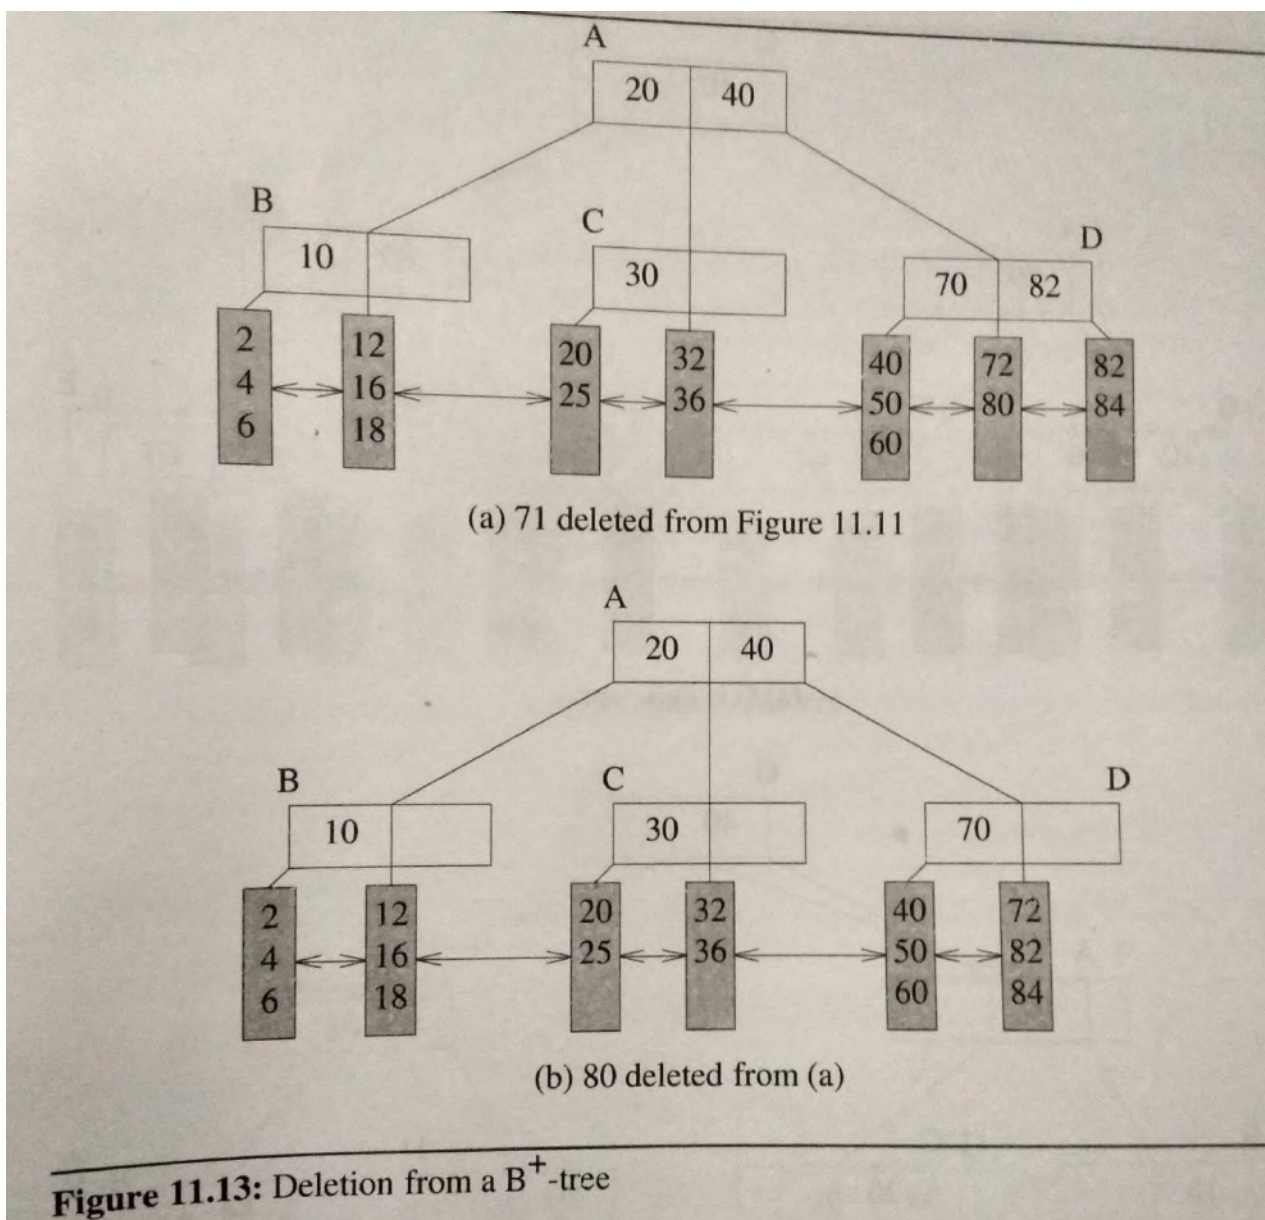 A
20 40
B C D
10 30 70 82
2 12 20 32 40 72 82
4 16 25 36 50 80 84
6 18 60
(a) 71 deleted from Figure 11.11
A
20 40
B C D
10 30 70
2 12 20 32 40 72
4 16 25 36 50 82
6 18 60 84
(b) 80 deleted from (a)
Figure 11.13: Deletion from a B+-tree